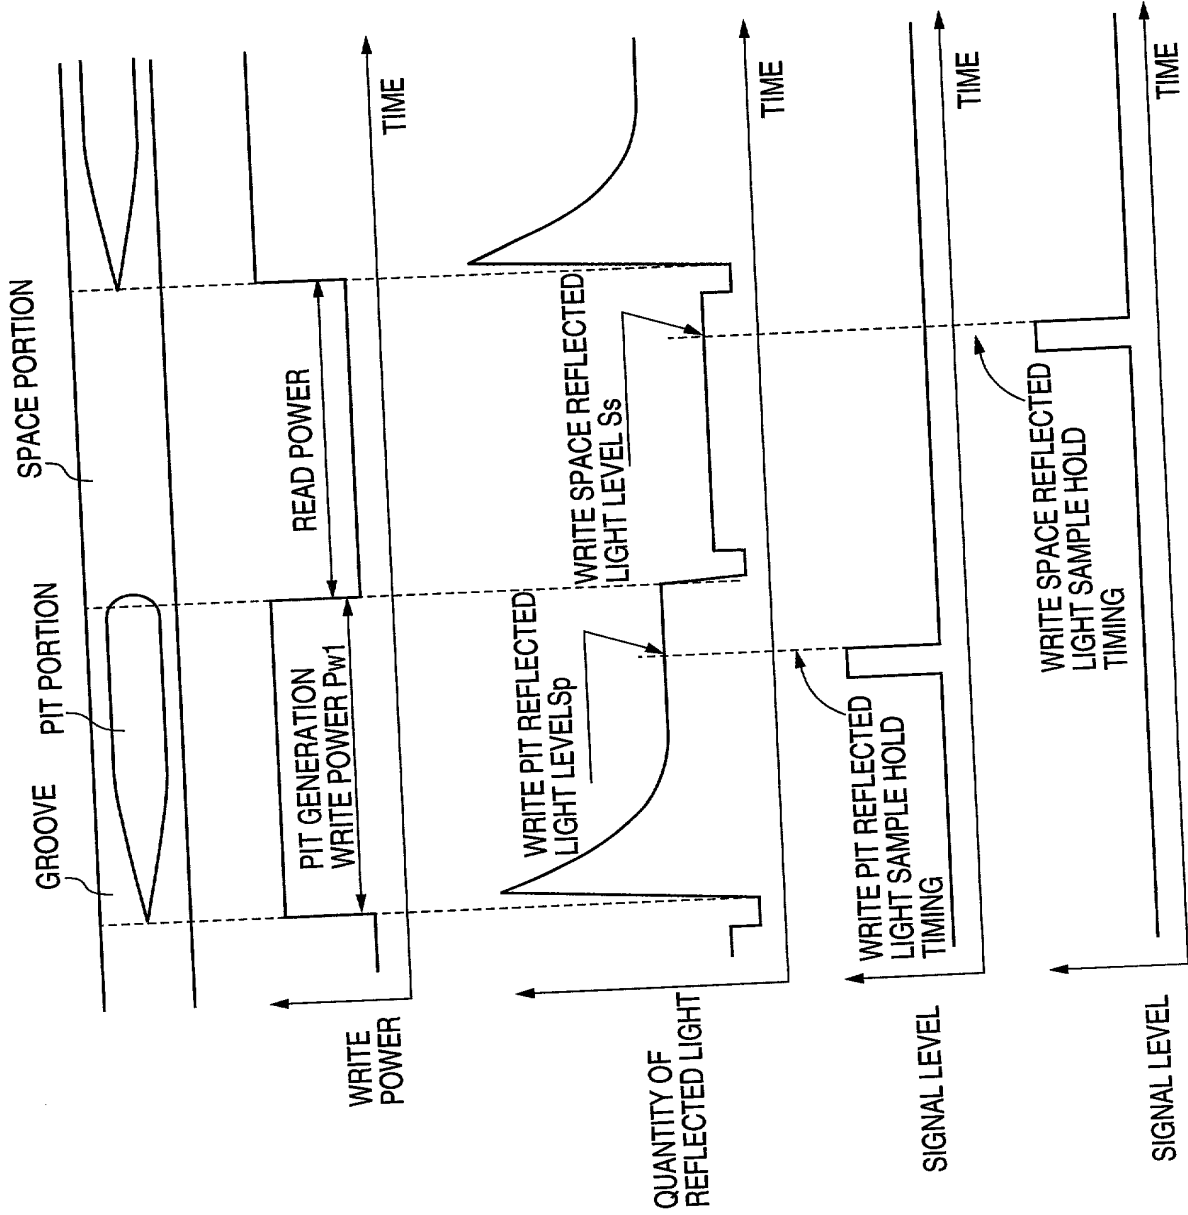 GROOVE
PIT PORTION
SPACE PORTION
WRITE
POWER
PIT GENERATION
WRITE POWER Pw1
READ POWER
TIME
QUANTITY OF
REFLECTED LIGHT
WRITE PIT REFLECTED
LIGHT LEVELSp
WRITE SPACE REFLECTED
LIGHT LEVEL Ss
TIME
SIGNAL LEVEL
WRITE PIT REFLECTED
LIGHT SAMPLE HOLD
TIMING
TIME
SIGNAL LEVEL
WRITE SPACE REFLECTED
LIGHT SAMPLE HOLD
TIMING
TIME